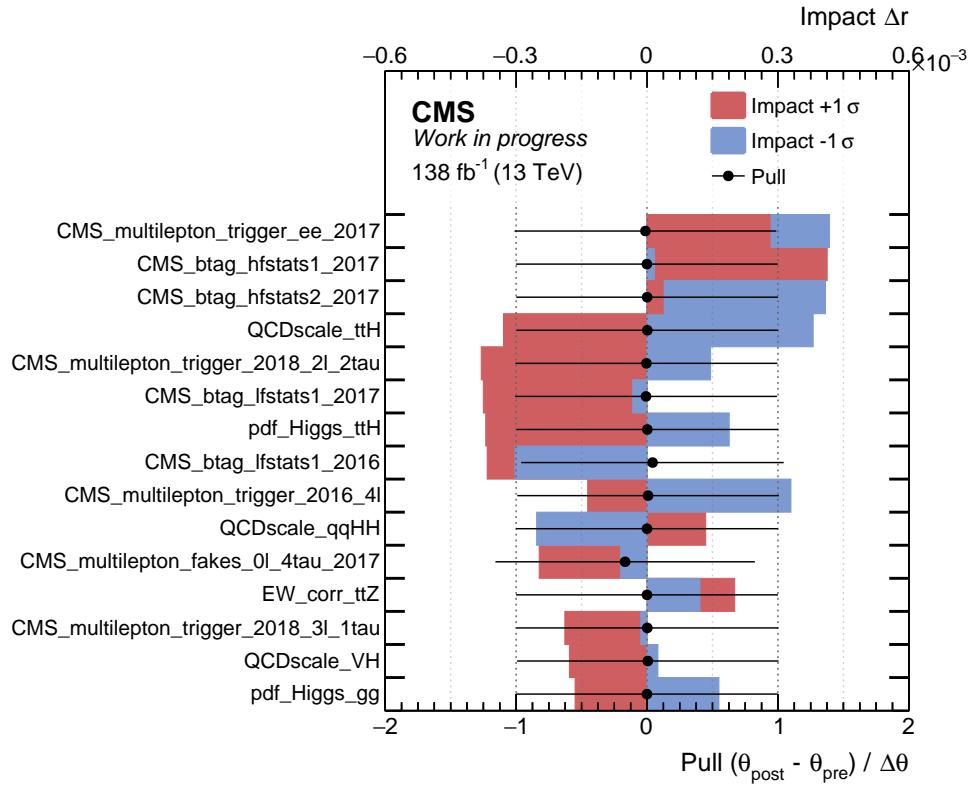 Impact Δr
−0.6 −0.3 0 0.3 0.6
×10⁻³
CMS
Work in progress
138 fb⁻¹ (13 TeV)
Impact +1 σ
Impact -1 σ
Pull
CMS_multilepton_trigger_ee_2017
CMS_btag_hfstats1_2017
CMS_btag_hfstats2_2017
QCDscale_ttH
CMS_multilepton_trigger_2018_2l_2tau
CMS_btag_lfstats1_2017
pdf_Higgs_ttH
CMS_btag_lfstats1_2016
CMS_multilepton_trigger_2016_4l
QCDscale_qqHH
CMS_multilepton_fakes_0l_4tau_2017
EW_corr_ttZ
CMS_multilepton_trigger_2018_3l_1tau
QCDscale_VH
pdf_Higgs_gg
−2 −1 0 1 2
Pull (θpost - θpre) / Δθ